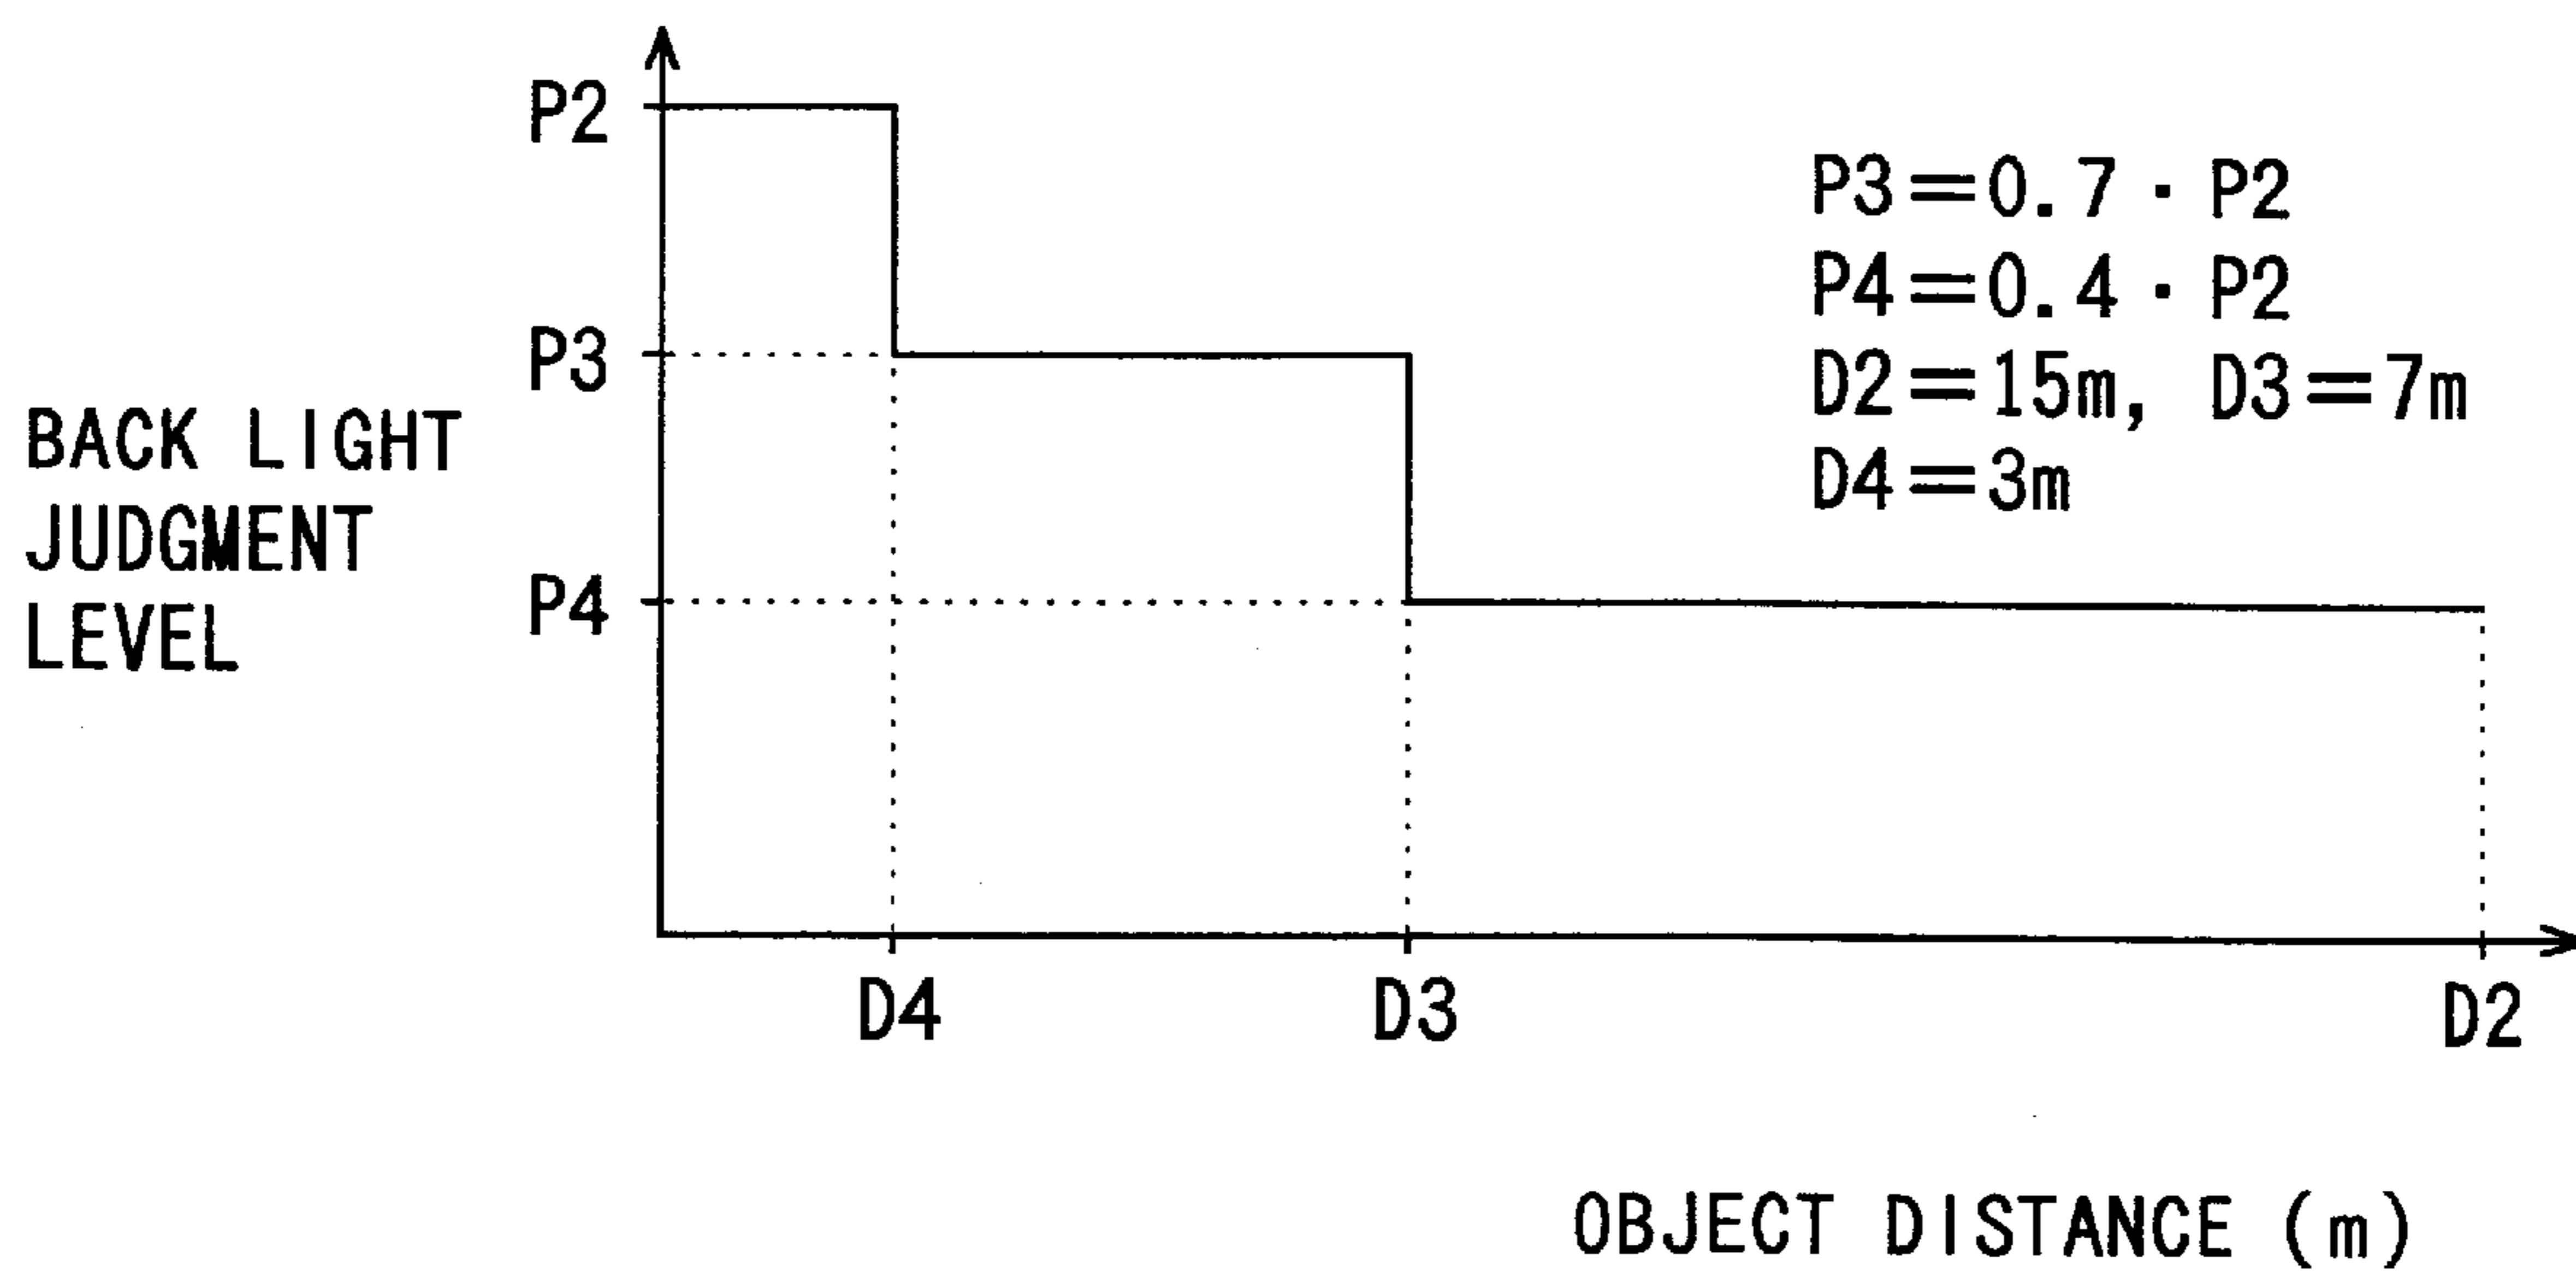 P2
P3
P4
BACK LIGHT
JUDGMENT
LEVEL
P3=0.7・P2
P4=0.4・P2
D2=15m, D3=7m
D4=3m
D4
D3
D2
OBJECT DISTANCE (m)